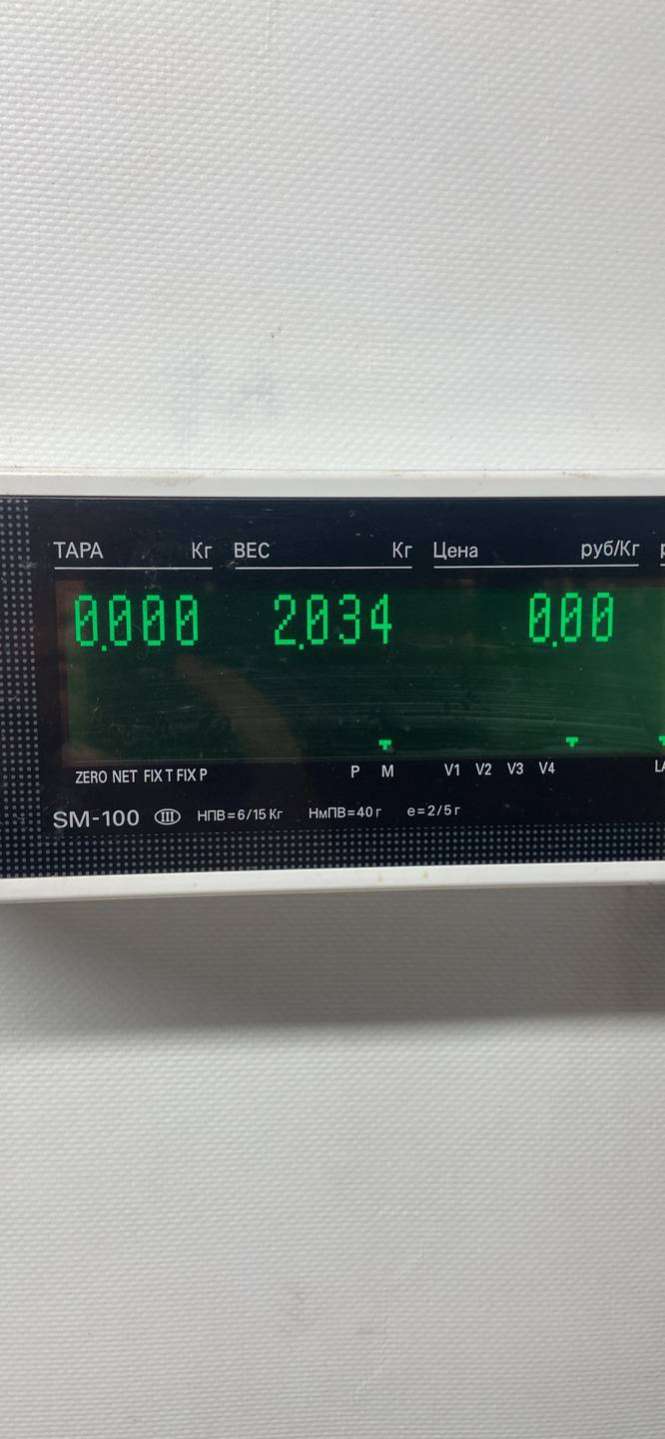 ТАРА Кг ВЕС Кг Цена руб/Кг
0.000 2.034 0.00
ZERO NET FIX T FIX P P M V1 V2 V3 V4
SM-100 III НПВ=6/15 Кг НмПВ=40 г e=2/5 г